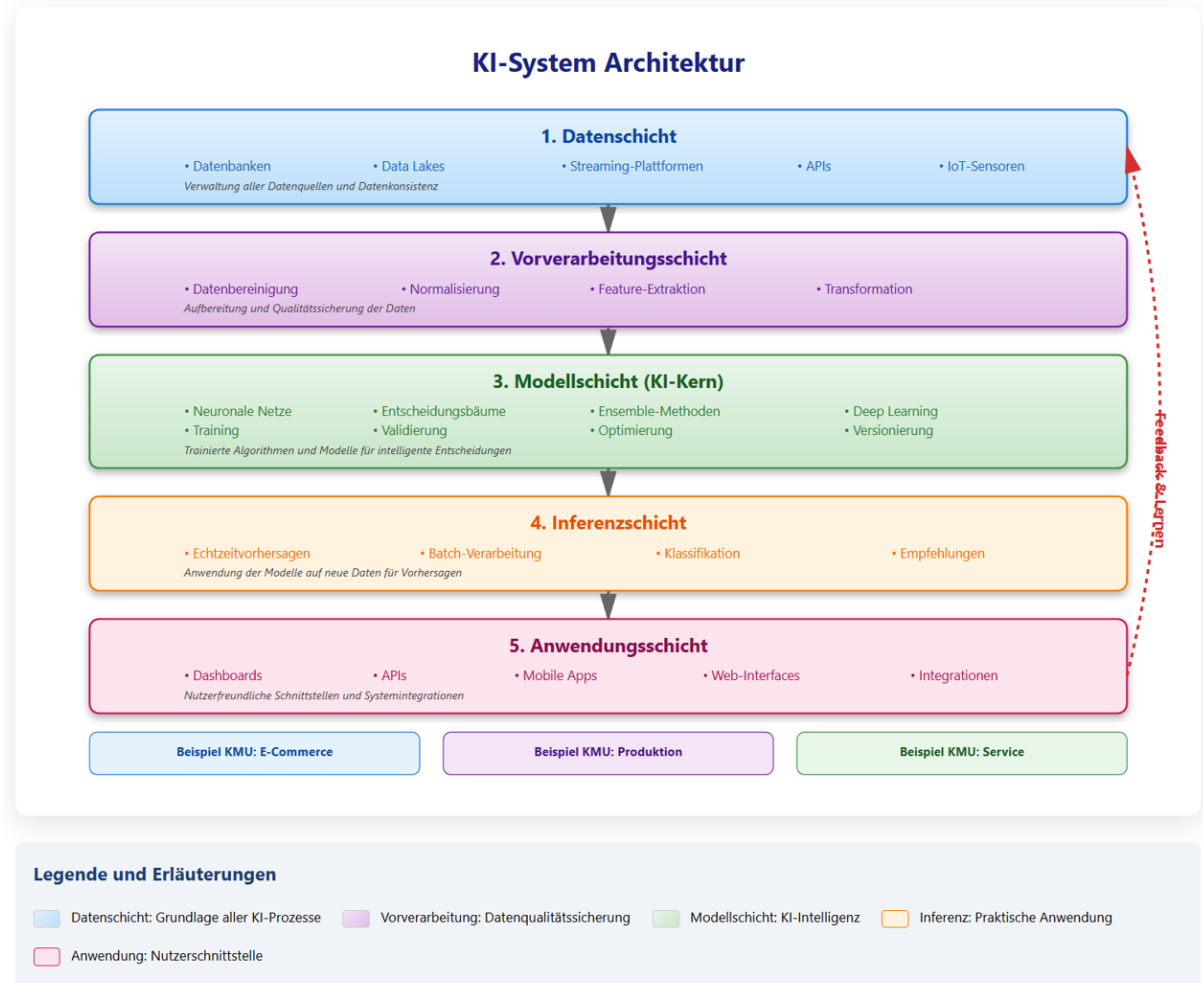 KI-System Architektur
1. Datenschicht
• Datenbanken • Data Lakes • Streaming-Plattformen • APIs • IoT-Sensoren
Verwaltung aller Datenquellen und Datenkonsistenz
2. Vorverarbeitungsschicht
• Datenbereinigung • Normalisierung • Feature-Extraktion • Transformation
Aufbereitung und Qualitätssicherung der Daten
3. Modellschicht (KI-Kern)
• Neuronale Netze • Entscheidungsbäume • Ensemble-Methoden • Deep Learning
• Training • Validierung • Optimierung • Versionierung
Trainierte Algorithmen und Modelle für intelligente Entscheidungen
4. Inferenzschicht
• Echtzeitvorhersagen • Batch-Verarbeitung • Klassifikation • Empfehlungen
Anwendung der Modelle auf neue Daten für Vorhersagen
5. Anwendungsschicht
• Dashboards • APIs • Mobile Apps • Web-Interfaces • Integrationen
Nutzerfreundliche Schnittstellen und Systemintegrationen
Feedback & Lernen
Beispiel KMU: E-Commerce
Beispiel KMU: Produktion
Beispiel KMU: Service
Legende und Erläuterungen
Datenschicht: Grundlage aller KI-Prozesse
Vorverarbeitung: Datenqualitätssicherung
Modellschicht: KI-Intelligenz
Inferenz: Praktische Anwendung
Anwendung: Nutzerschnittstelle